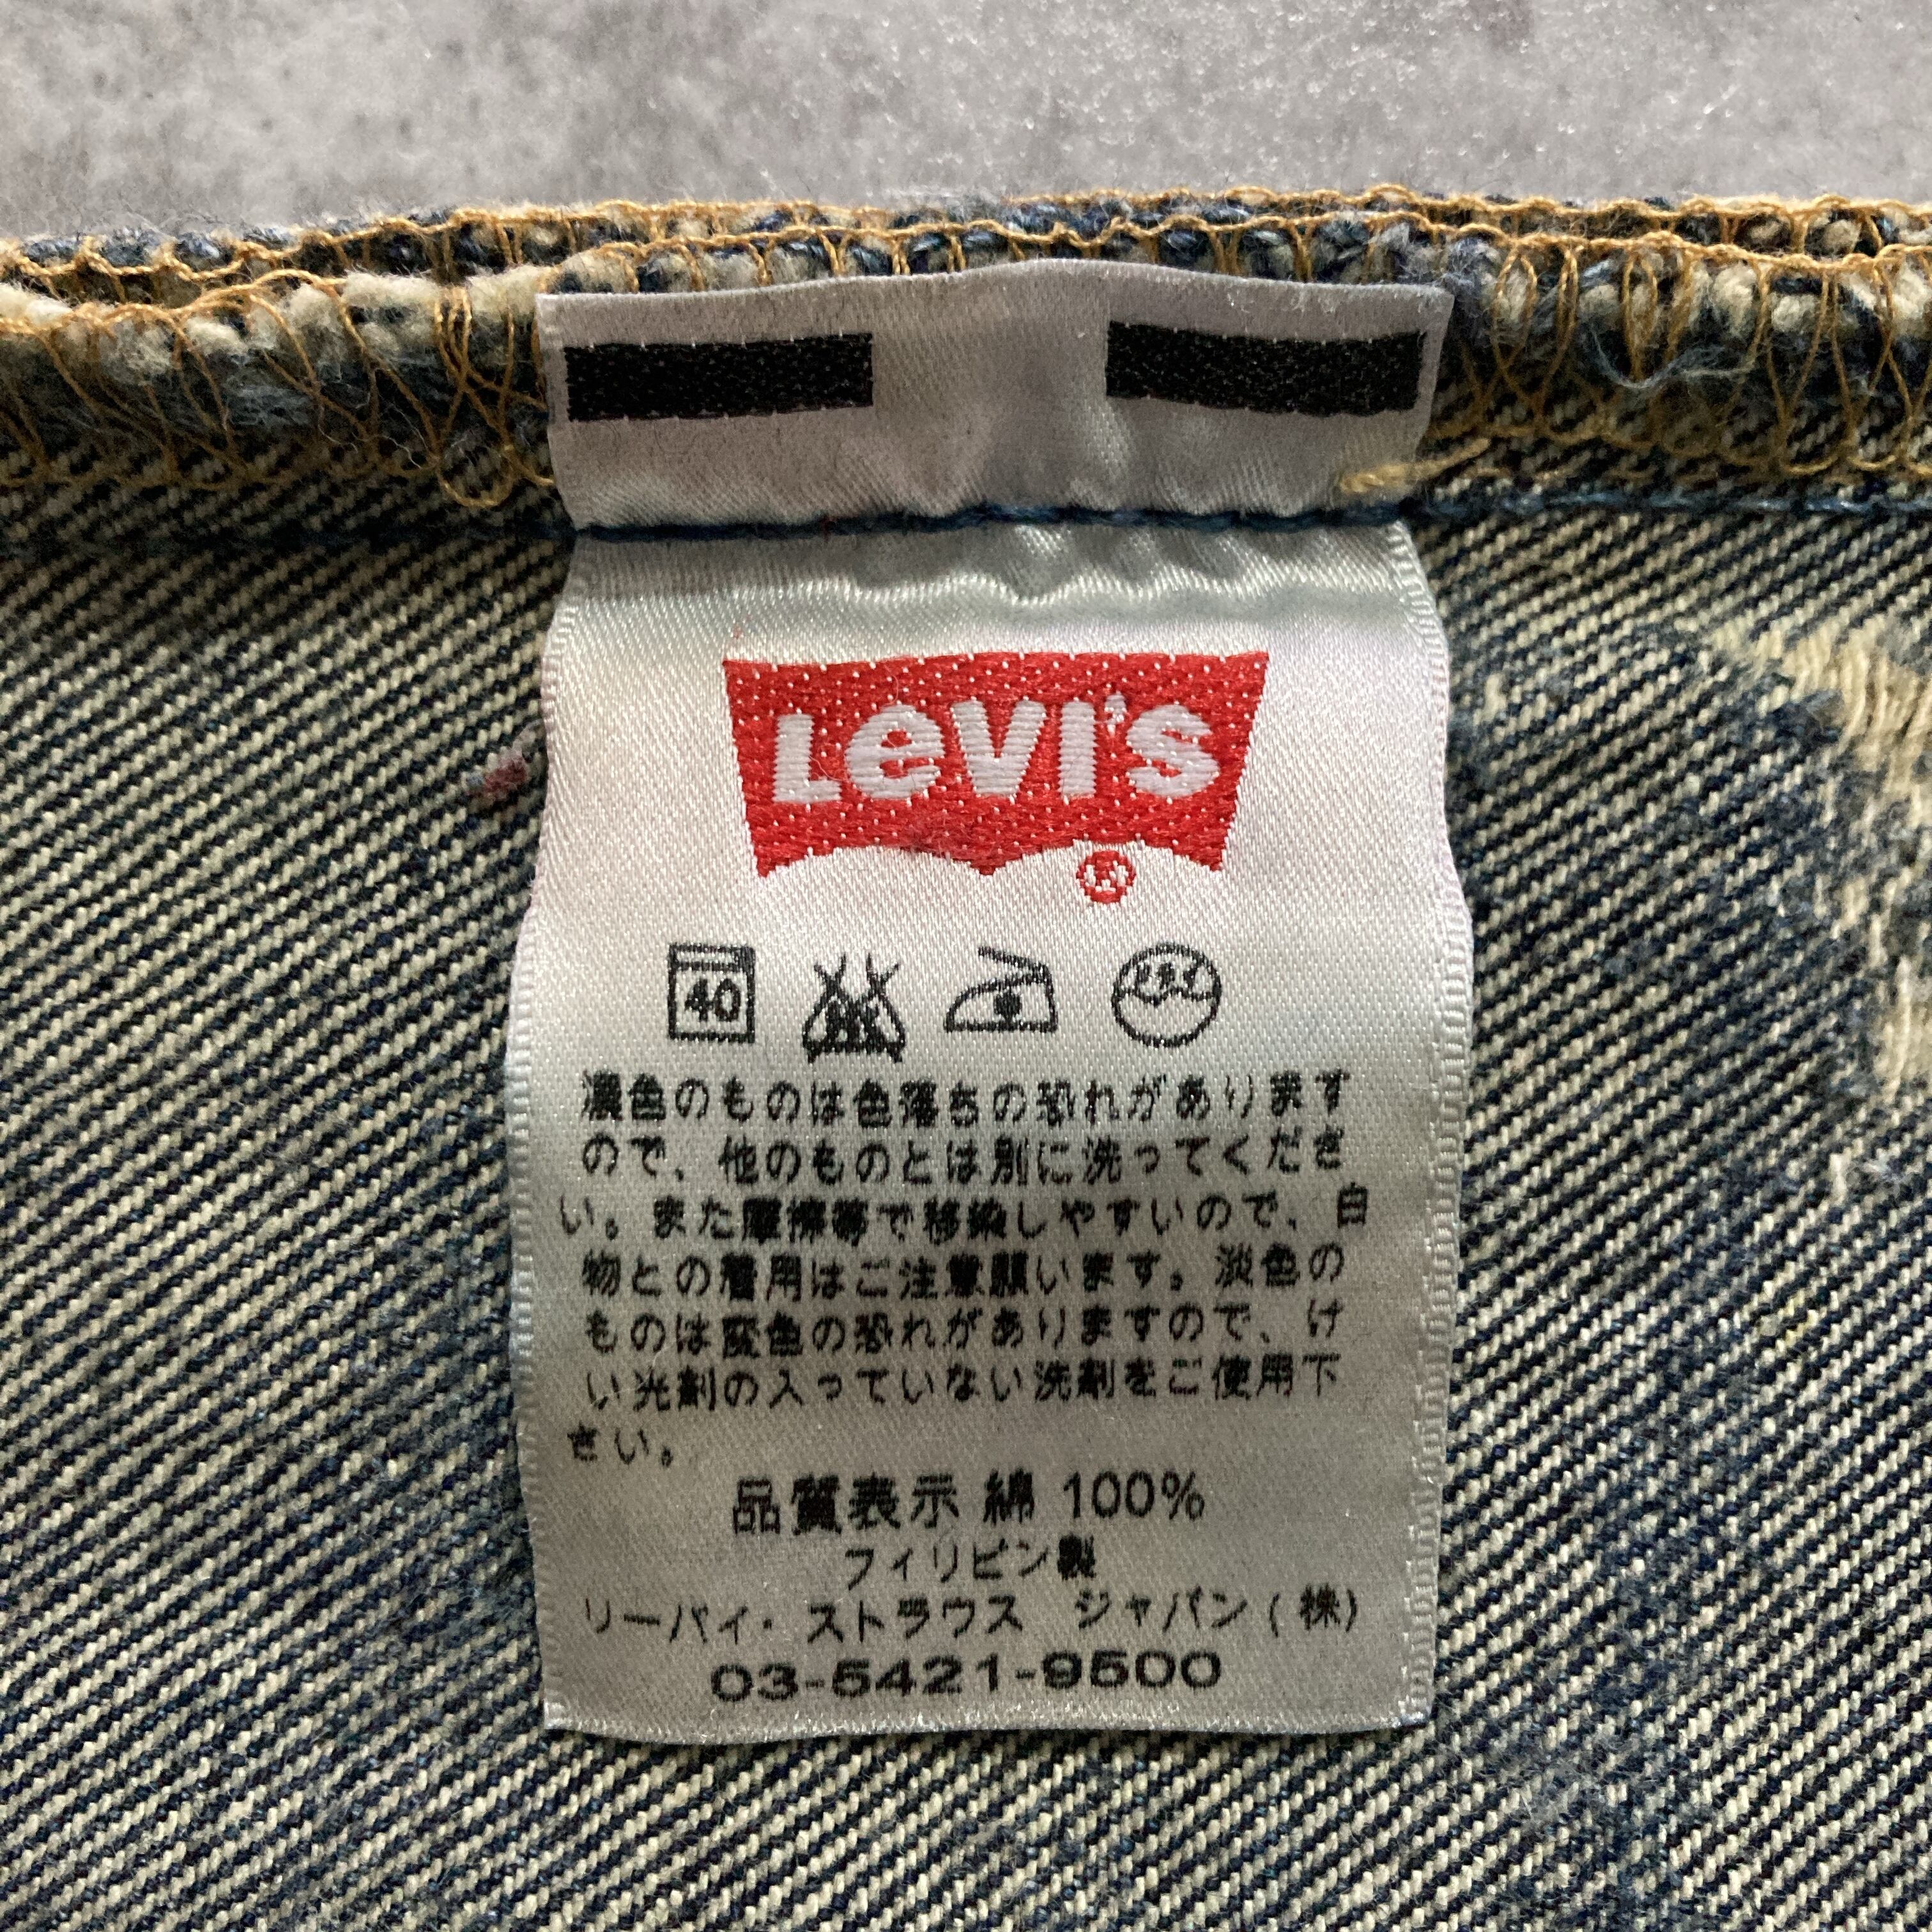 LEVI'S
®
40
濃色のものは色落ちの恐れがあります
ので、他のものとは別に洗ってくださ
い。また摩擦等で移染しやすいので、白
物との着用はご注意願います。淡色の
ものは変色の恐れがありますので、け
い光剤の入っていない洗剤をご使用下
さい。
品質表示 綿 100%
フィリピン製
リーバイ・ストラウス ジャパン(株)
03-5421-9500